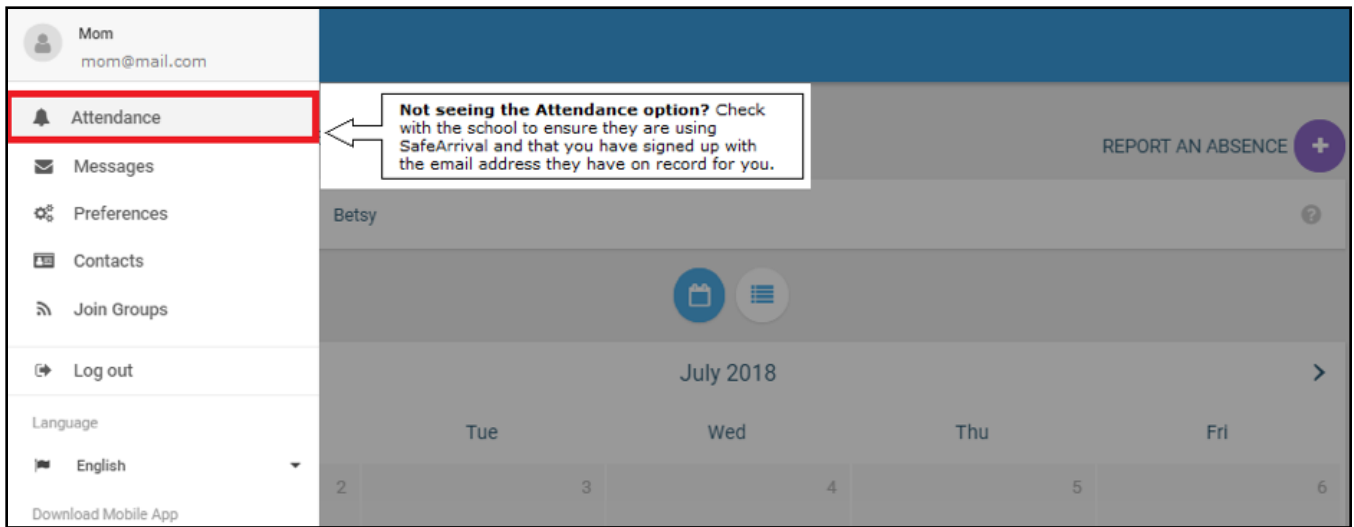 Mom
mom@mail.com
Attendance
Messages
Preferences
Contacts
Join Groups
Log out
Language
English
Download Mobile App
Not seeing the Attendance option? Check
with the school to ensure they are using
SafeArrival and that you have signed up with
the email address they have on record for you.
REPORT AN ABSENCE +
Betsy ?
July 2018 >
Tue Wed Thu Fri
2 3 4 5 6